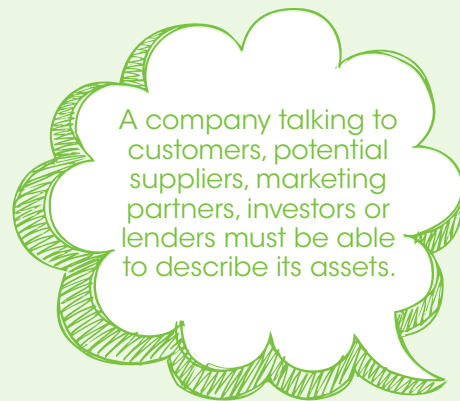 A company talking to
customers, potential
suppliers, marketing
partners, investors or
lenders must be able
to describe its assets.